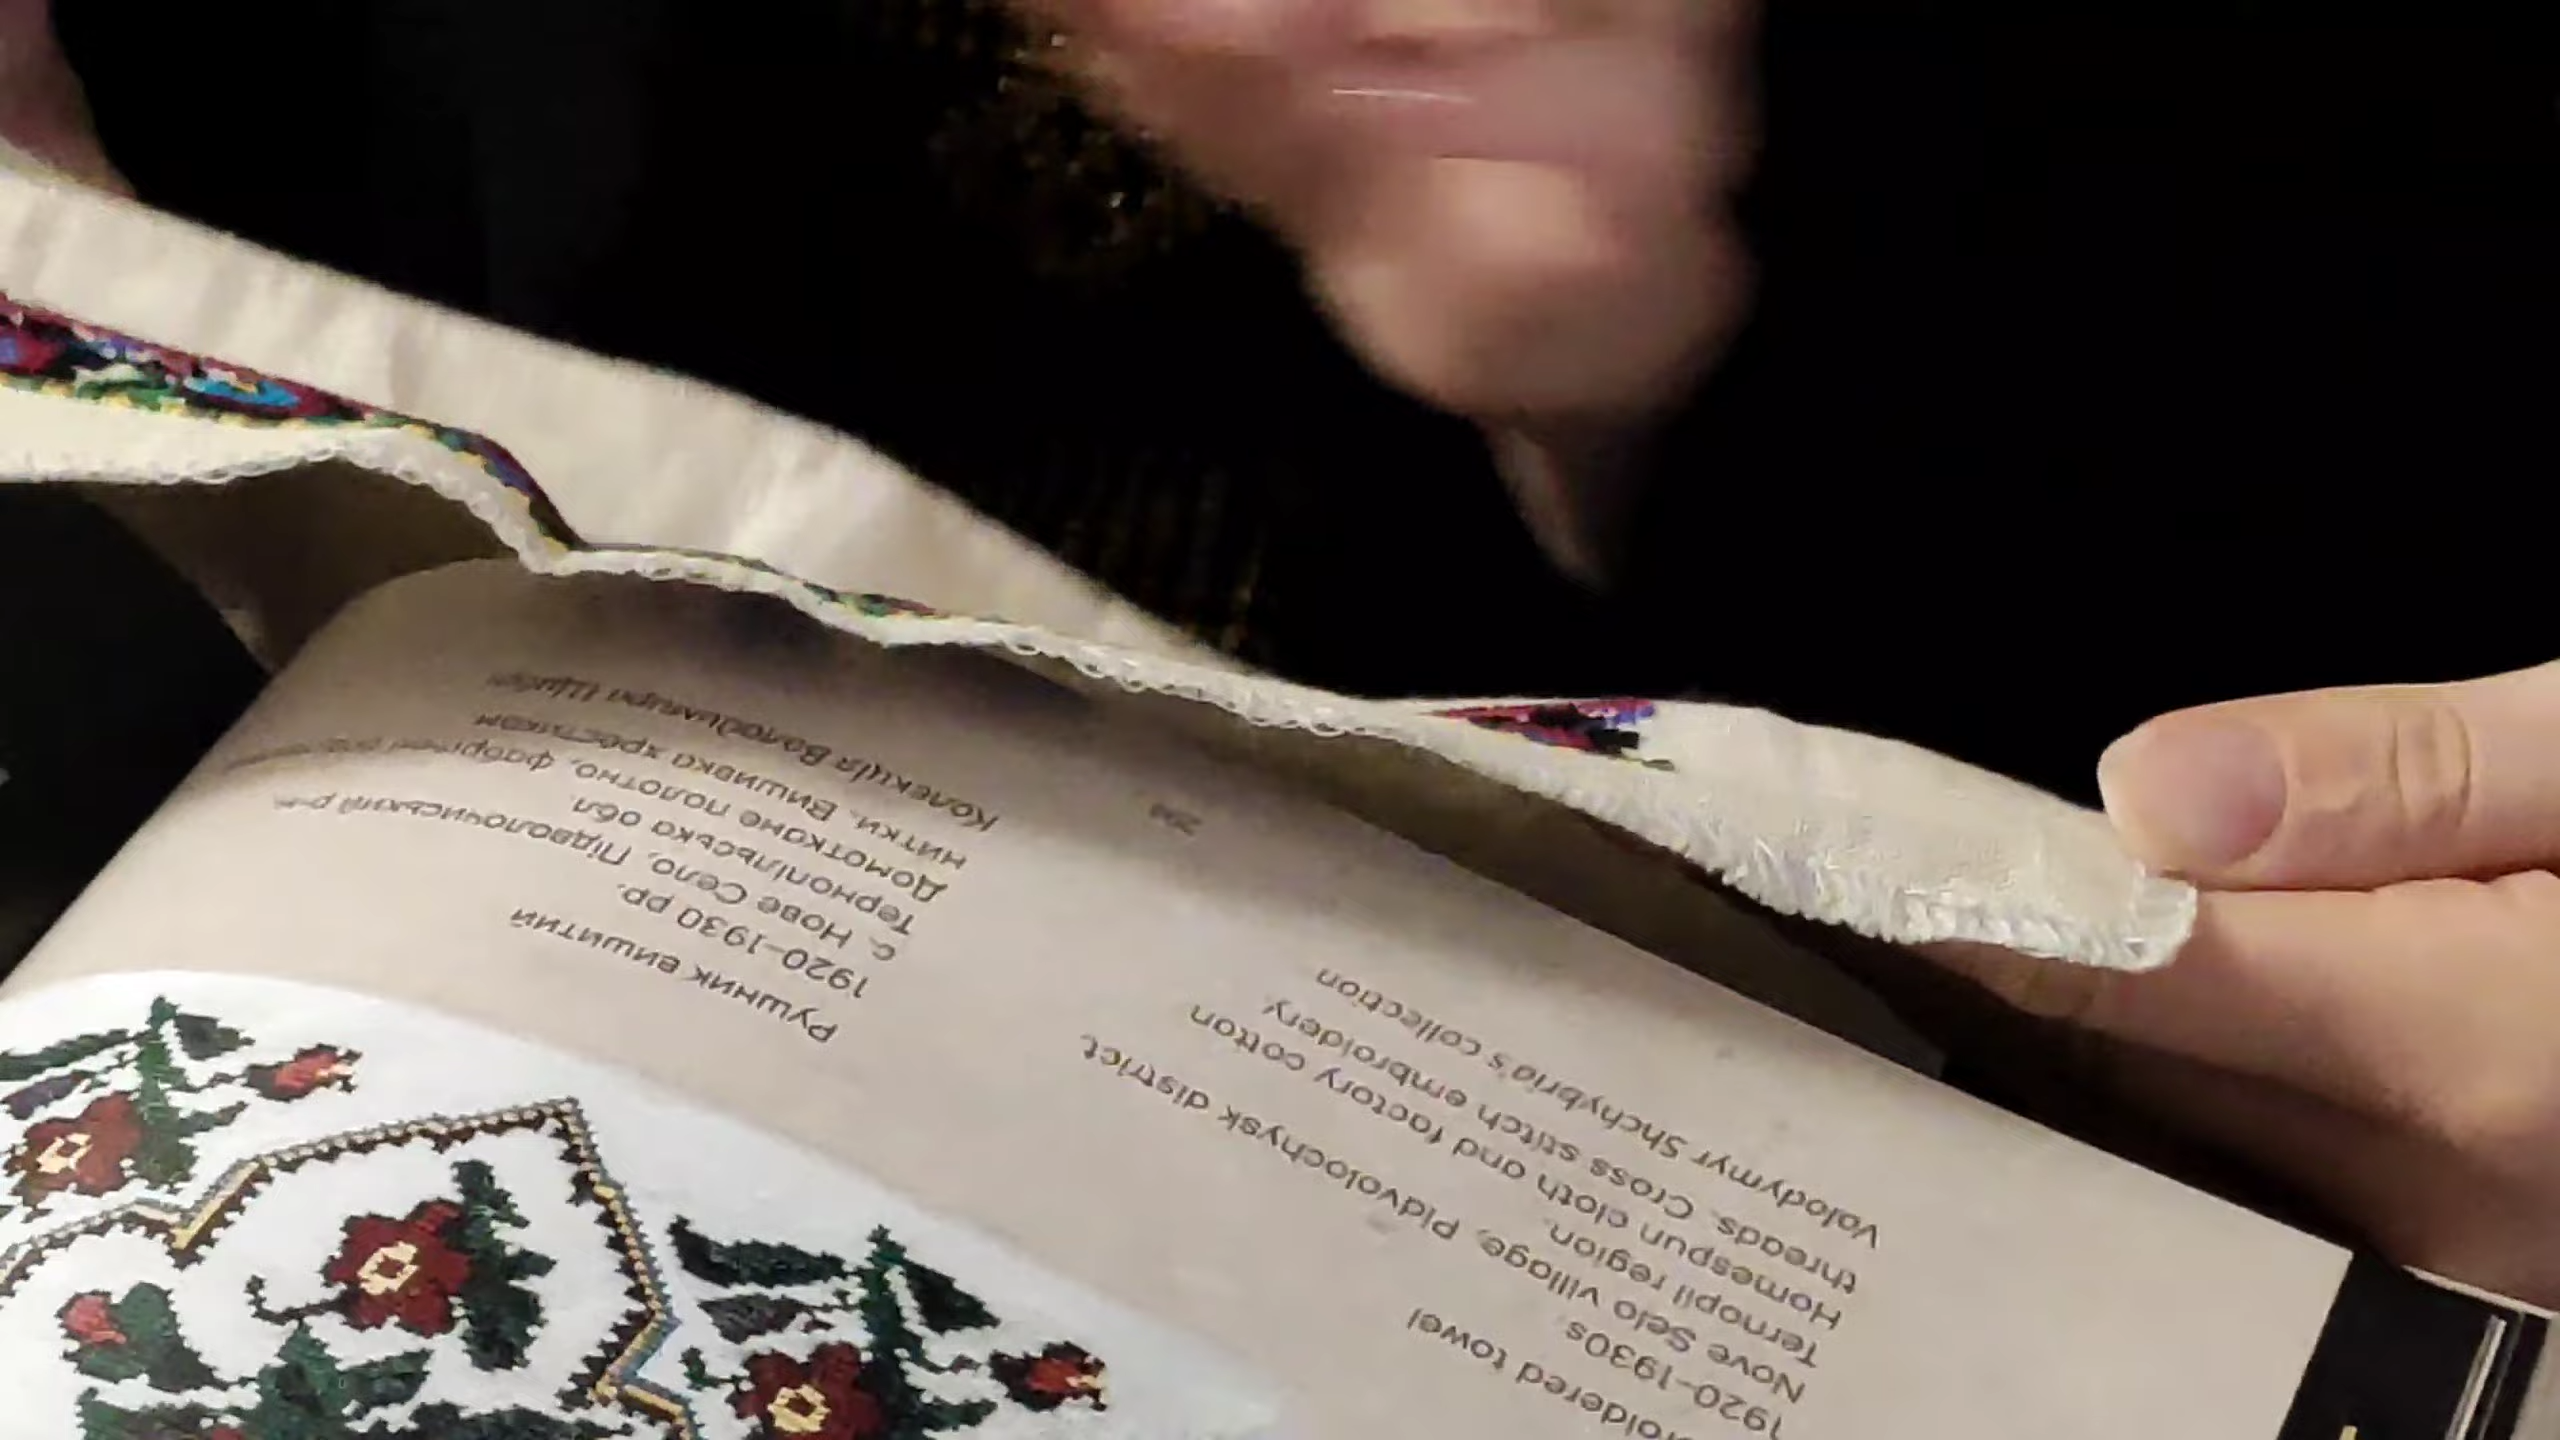 Рушник вишитий
1920–1930 рр.
с. Нове Село, Підволочиський р-н,
Тернопільська обл.
Домоткане полотно, фабричні
нитки. Вишивка хрестиком
Колекція Володимира
towel
1920–1930s
Nove Selo village, Pidvolochysk district,
Ternopil region.
Homespun cloth and factory cotton
threads. Cross stitch embroidery.
Volodymyr Shchybria's collection